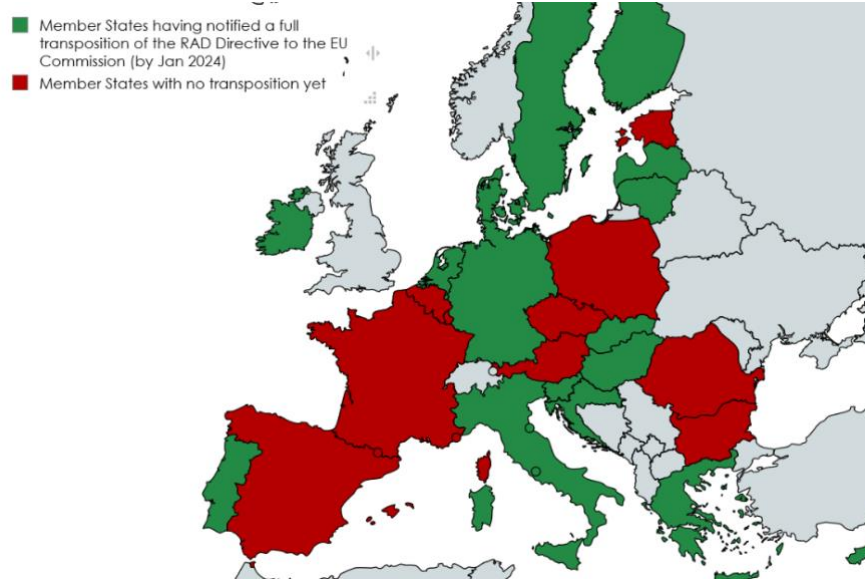 Member States having notified a full
transposition of the RAD Directive to the EU
Commission (by Jan 2024)
Member States with no transposition yet